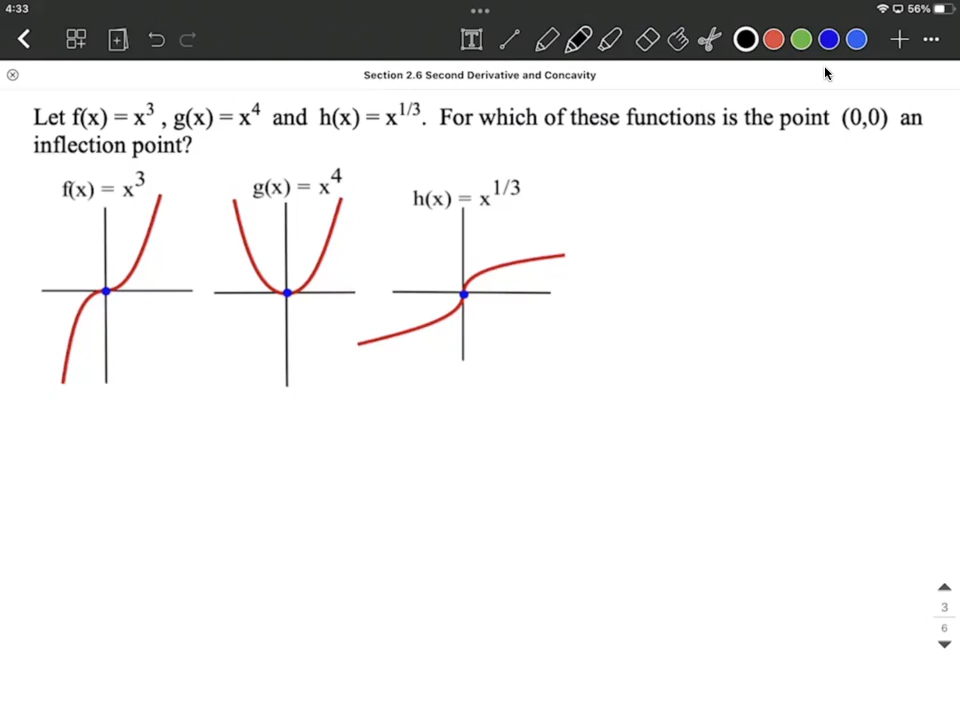 4:33
56%
Section 2.6 Second Derivative and Concavity
Let f(x) = x³ , g(x) = x⁴ and h(x) = x^1/3. For which of these functions is the point (0,0) an
inflection point?
f(x) = x³
g(x) = x⁴
h(x) = x^1/3
3
6